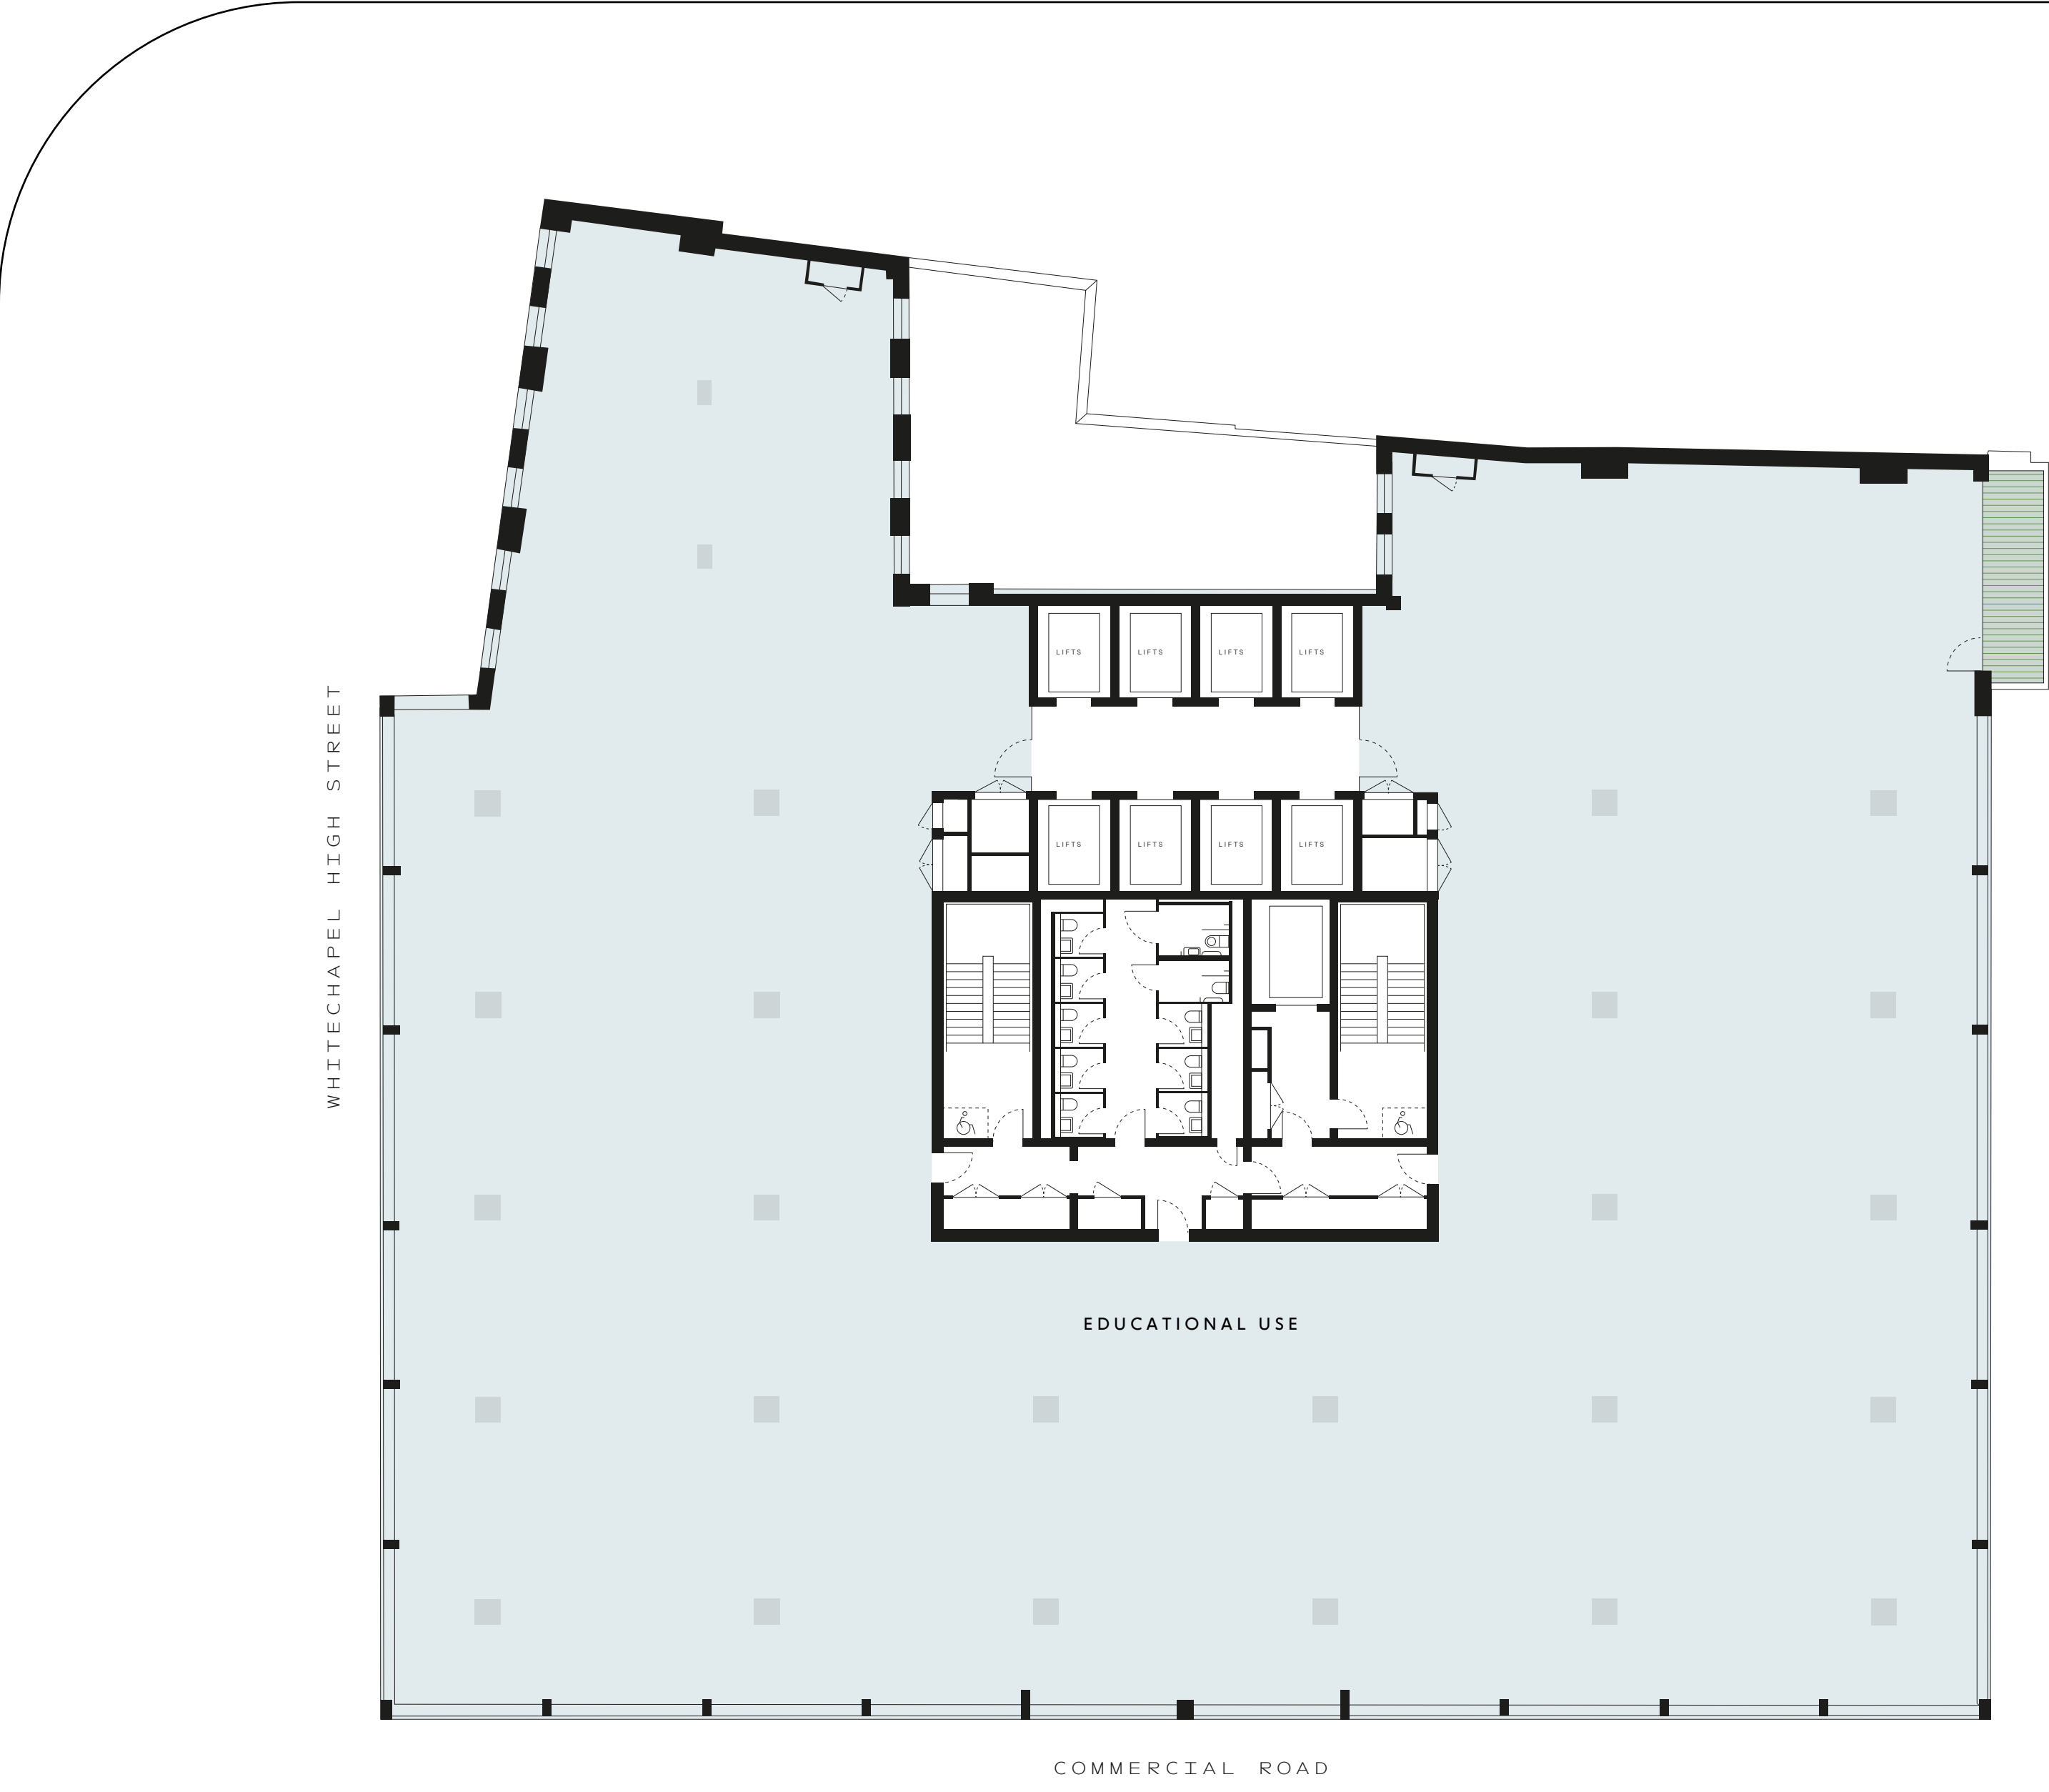 LIFTS
LIFTS
LIFTS
LIFTS
WHITECHAPEL HIGH STREET
LIFTS
LIFTS
LIFTS
LIFTS
EDUCATIONAL USE
COMMERCIAL ROAD